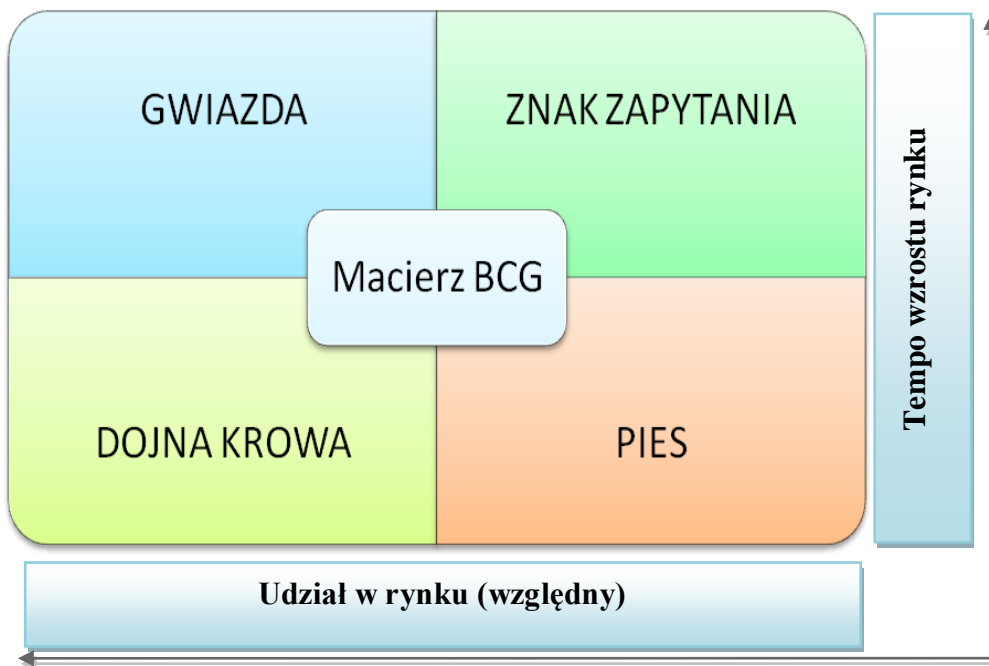 GWIAZDA
ZNAK ZAPYTANIA
Macierz BCG
DOJNA KROWA
PIES
Tempo wzrostu rynku
Udział w rynku (względny)